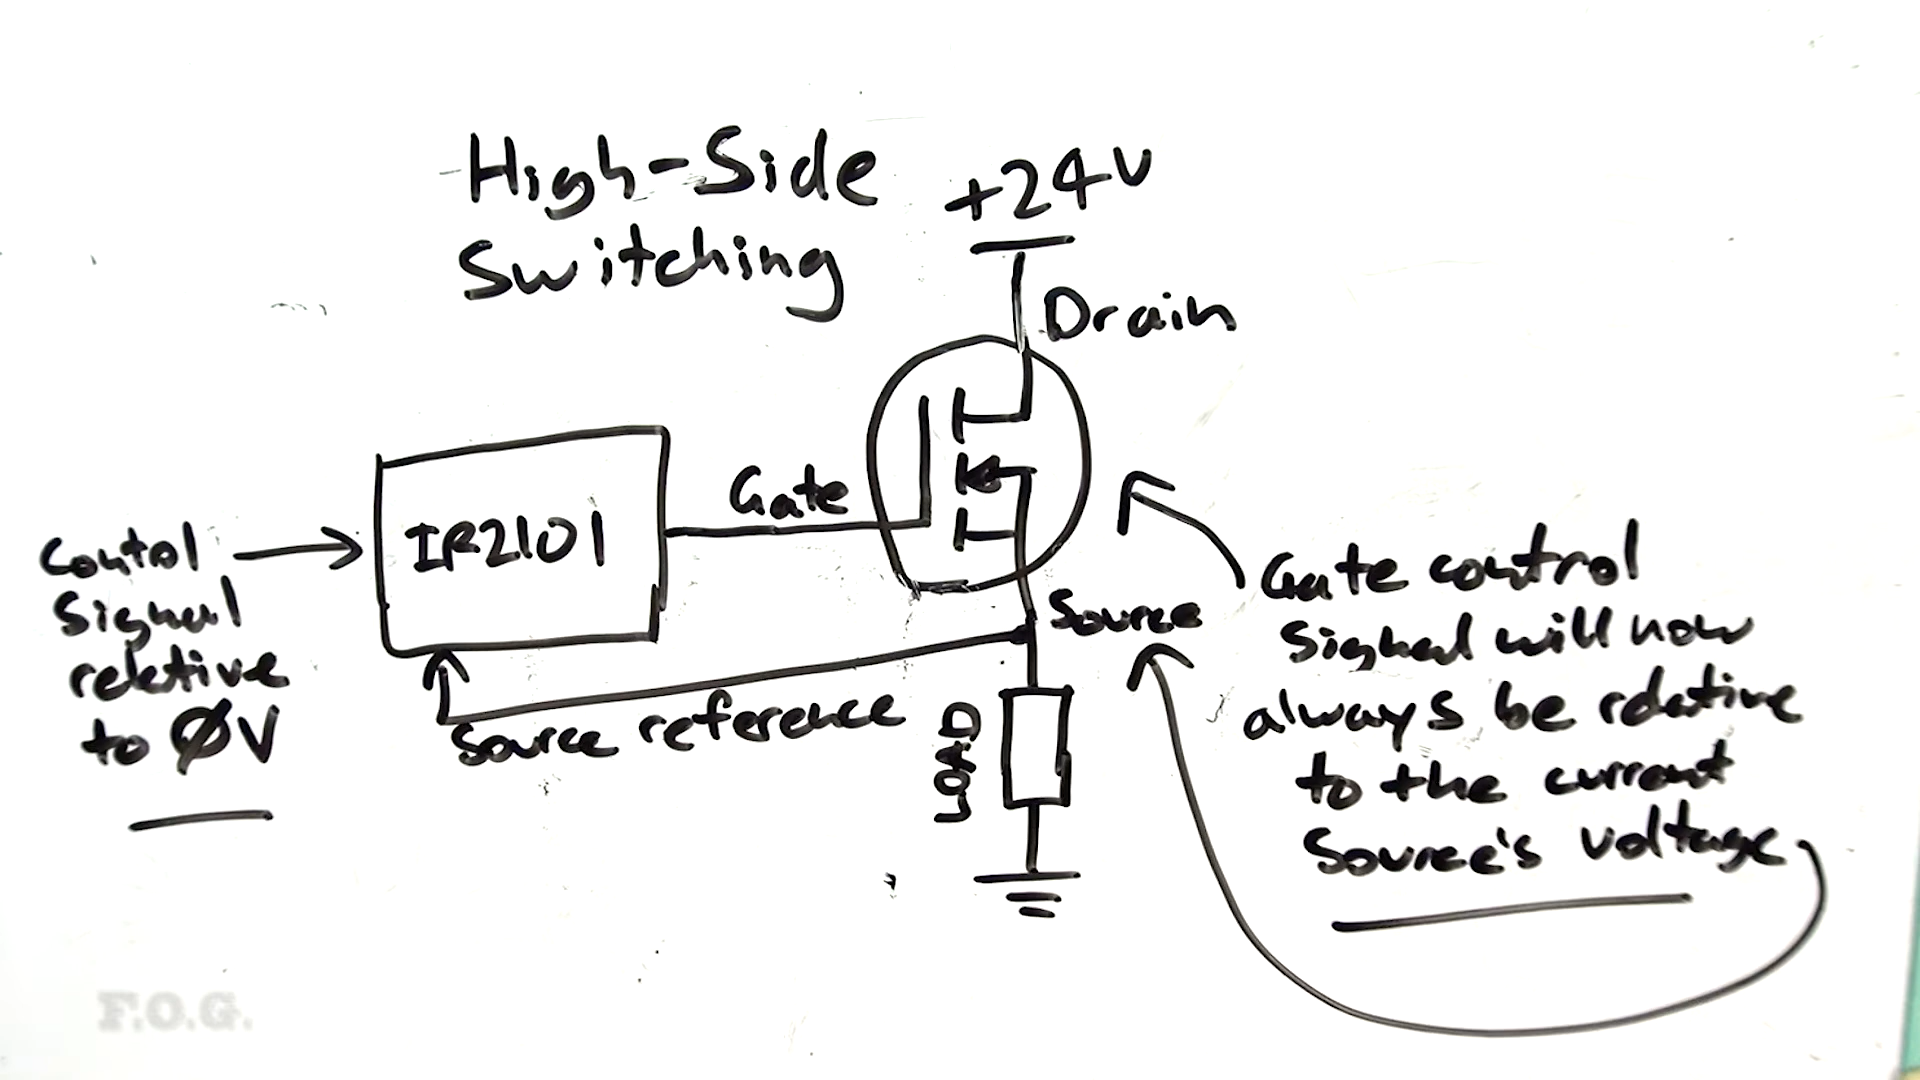 High-Side
Switching
+24V
Drain
Gate
IR2101
Control
Signal
relative
to ØV
Source
Source reference
LOAD
Gate control
Signal will now
always be relative
to the current
Source's voltage
F.O.G.